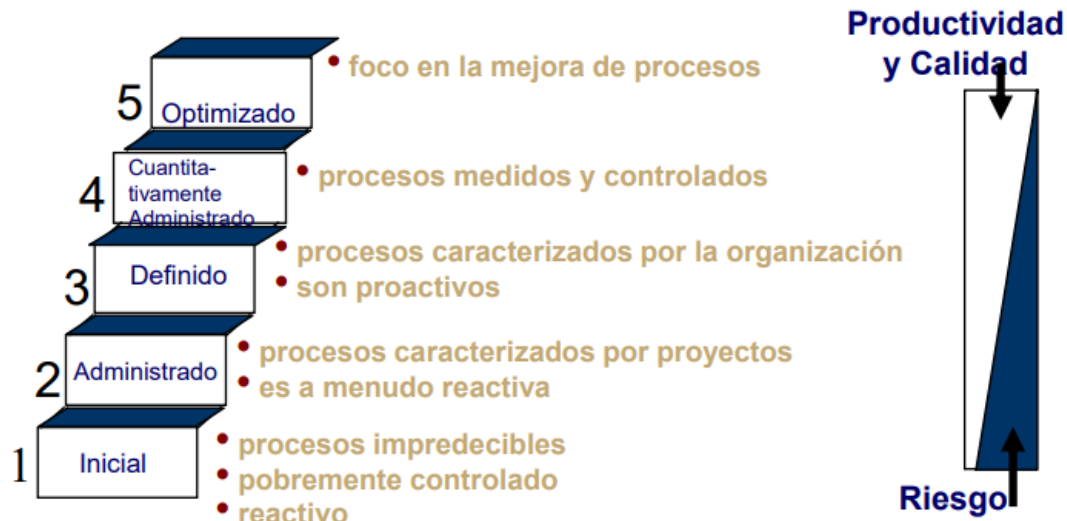 Productividad
y Calidad
5
Optimizado
• foco en la mejora de procesos
4
Cuantita-
tivamente
Administrado
• procesos medidos y controlados
3
Definido
• procesos caracterizados por la organización
• son proactivos
2
Administrado
• procesos caracterizados por proyectos
• es a menudo reactiva
1
Inicial
• procesos impredecibles
• pobremente controlado
• reactivo
Riesgo